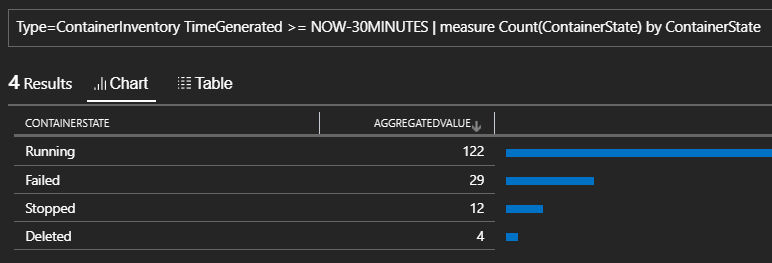 Type=ContainerInventory TimeGenerated >= NOW-30MINUTES | measure Count(ContainerState) by ContainerState
4 Results Chart Table
CONTAINERSTATE AGGREGATEDVALUE
Running 122
Failed 29
Stopped 12
Deleted 4